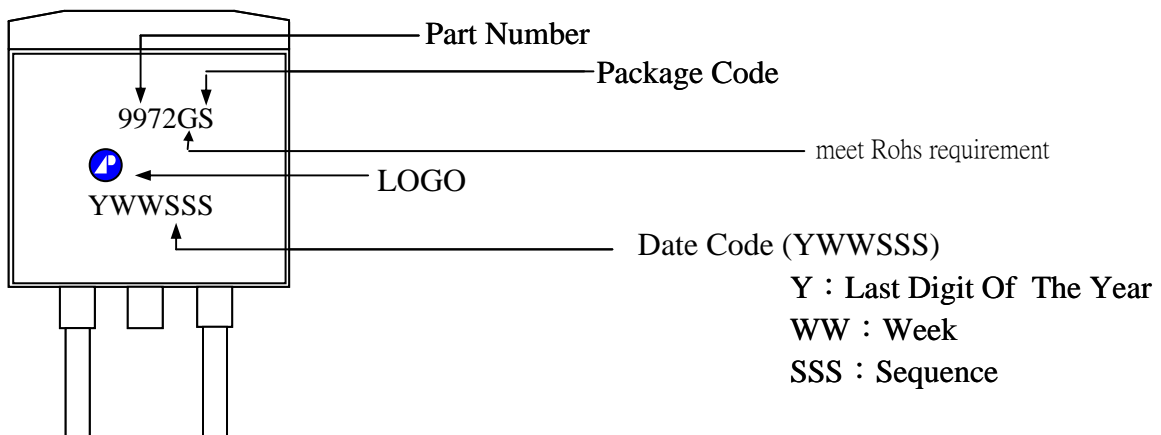 Part Number
Package Code
9972GS
meet Rohs requirement
LOGO
YWWSSS
Date Code (YWWSSS)
Y：Last Digit Of The Year
WW：Week
SSS：Sequence